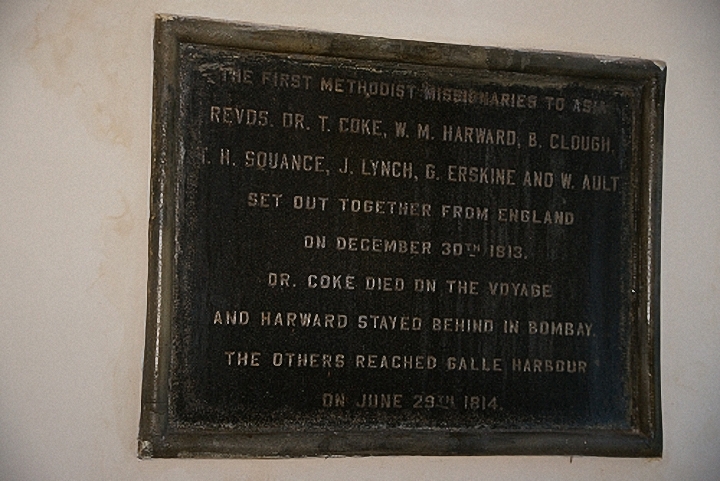 THE FIRST METHODIST MISSIONARIES TO ASIA
REVDS. DR. T. COKE, W. M. HARWARD, B. CLOUGH,
T. H. SQUANCE, J. LYNCH, G. ERSKINE AND W. AULT
SET OUT TOGETHER FROM ENGLAND
ON DECEMBER 30TH 1813.
DR. COKE DIED ON THE VOYAGE
AND HARWARD STAYED BEHIND IN BOMBAY.
THE OTHERS REACHED GALLE HARBOUR
ON JUNE 29TH 1814.